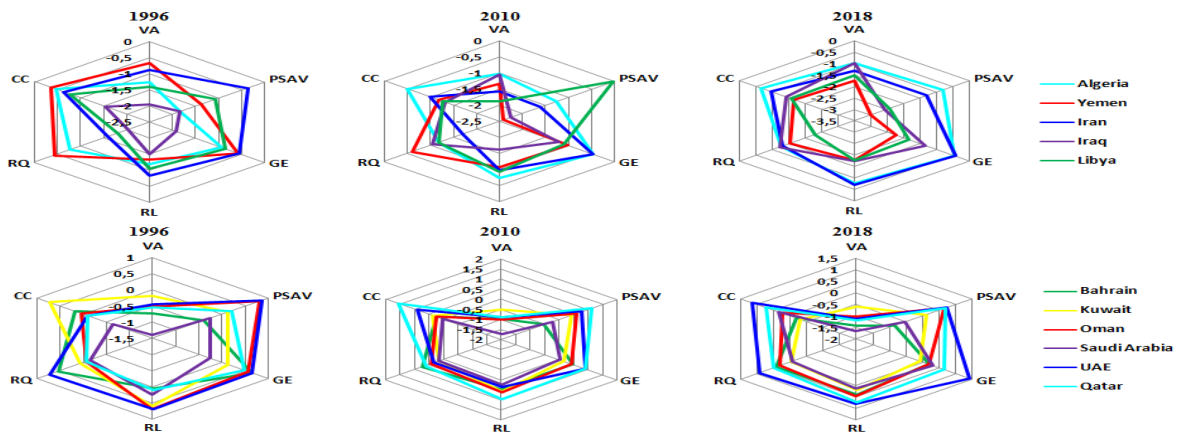 1996
VA
0
-0,5
-1
-1,5
-2
-2,5
PSAV
GE
RL
RQ
CC
2010
VA
0
-0,5
-1
-1,5
-2
-2,5
PSAV
GE
RL
RQ
CC
2018
VA
0
-0,5
-1
-1,5
-2
-2,5
-3
-3,5
PSAV
GE
RL
RQ
CC
Algeria
Yemen
Iran
Iraq
Libya
1996
VA
1
0,5
0
-0,5
-1
-1,5
PSAV
GE
RL
RQ
CC
2010
VA
2
1,5
1
0,5
0
-0,5
-1
-1,5
-2
PSAV
GE
RL
RQ
CC
2018
VA
1,5
1
0,5
0
-0,5
-1
-1,5
-2
PSAV
GE
RL
RQ
CC
Bahrain
Kuwait
Oman
Saudi Arabia
UAE
Qatar